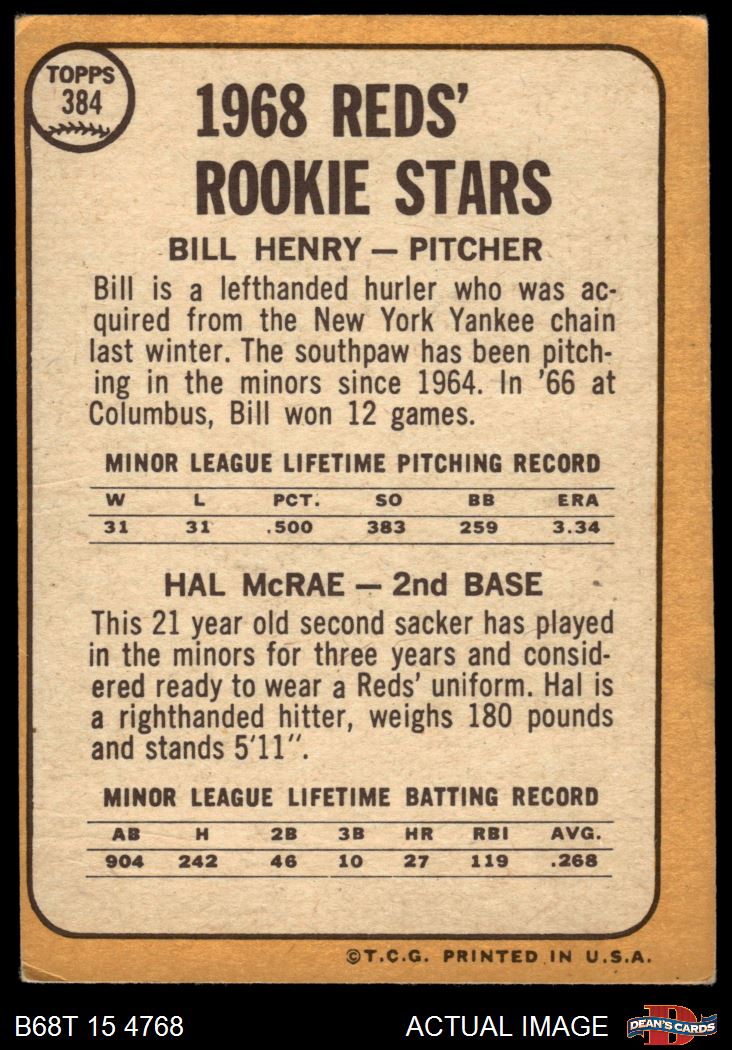 TOPPS
384
1968 REDS'
ROOKIE STARS
BILL HENRY — PITCHER
Bill is a lefthanded hurler who was ac-
quired from the New York Yankee chain
last winter. The southpaw has been pitch-
ing in the minors since 1964. In '66 at
Columbus, Bill won 12 games.
MINOR LEAGUE LIFETIME PITCHING RECORD
W L PCT. SO BB ERA
31 31 .500 383 259 3.34
HAL McRAE — 2nd BASE
This 21 year old second sacker has played
in the minors for three years and consid-
ered ready to wear a Reds' uniform. Hal is
a righthanded hitter, weighs 180 pounds
and stands 5'11".
MINOR LEAGUE LIFETIME BATTING RECORD
AB H 2B 3B HR RBI AVG.
904 242 46 10 27 119 .268
©T.C.G. PRINTED IN U.S.A.
B68T 15 4768 ACTUAL IMAGE D DEAN'S CARDS